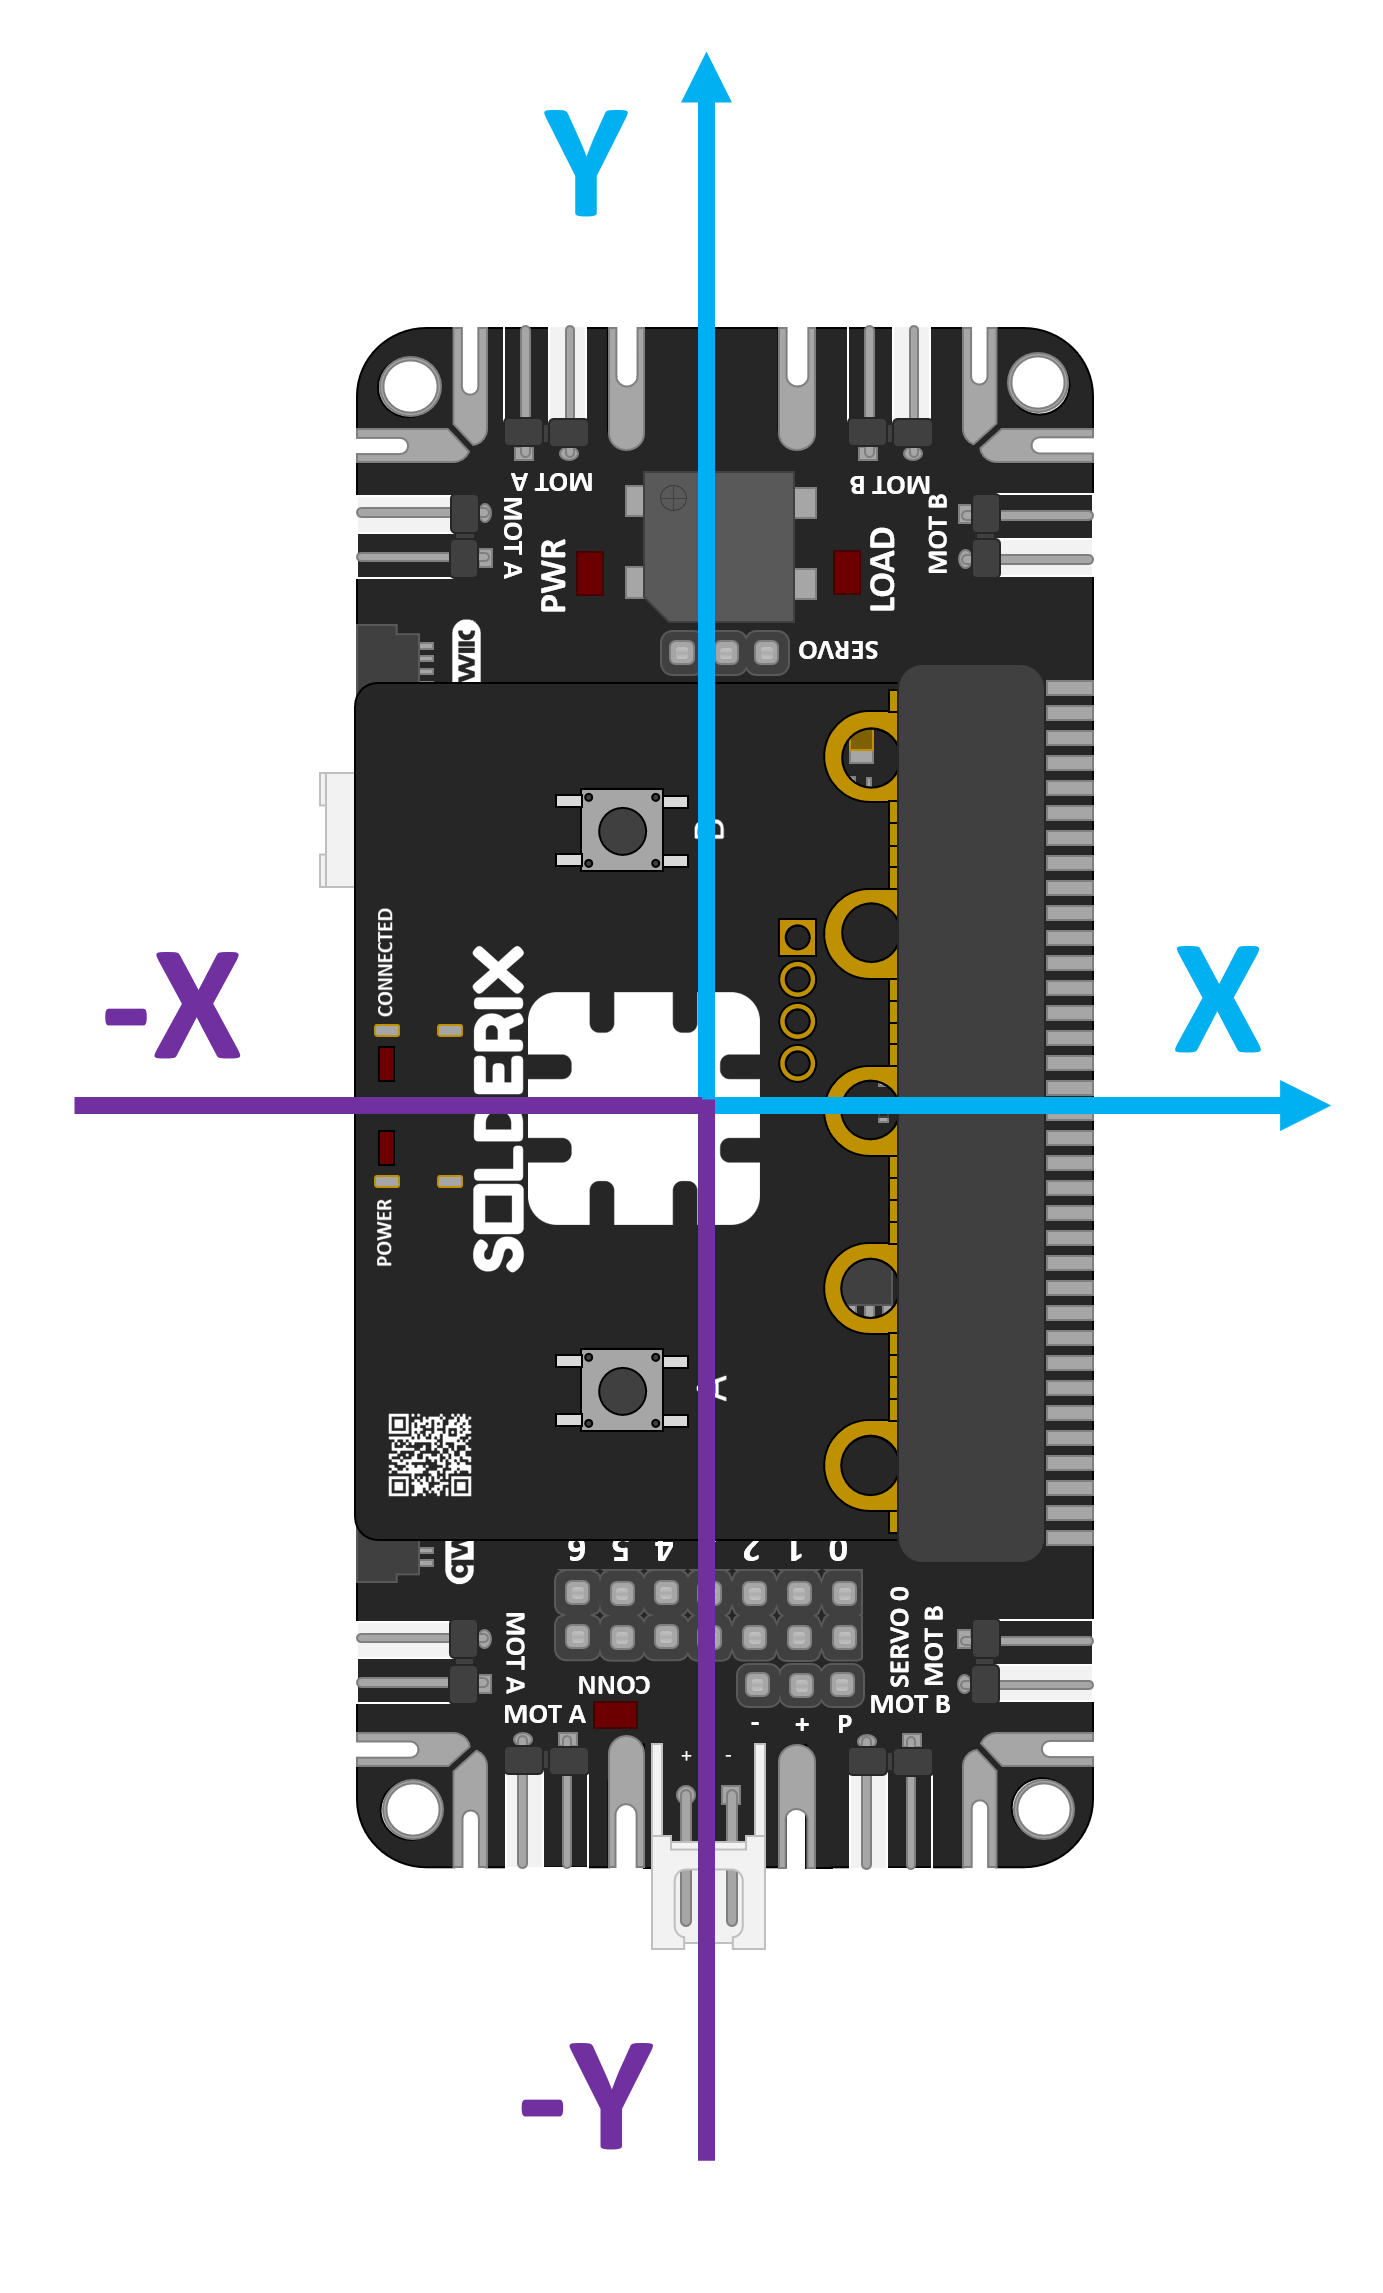 Y
MOT A
MOT B
MOT A
MOT B
PWR
LOAD
SERVO
B
CONNECTED
-X
X
SOLDERIX
POWER
A
6 5 4 2 1 0
SERVO 0
MOT A
MOT B
CONN
MOT A
MOT B
- + P
+ -
-Y